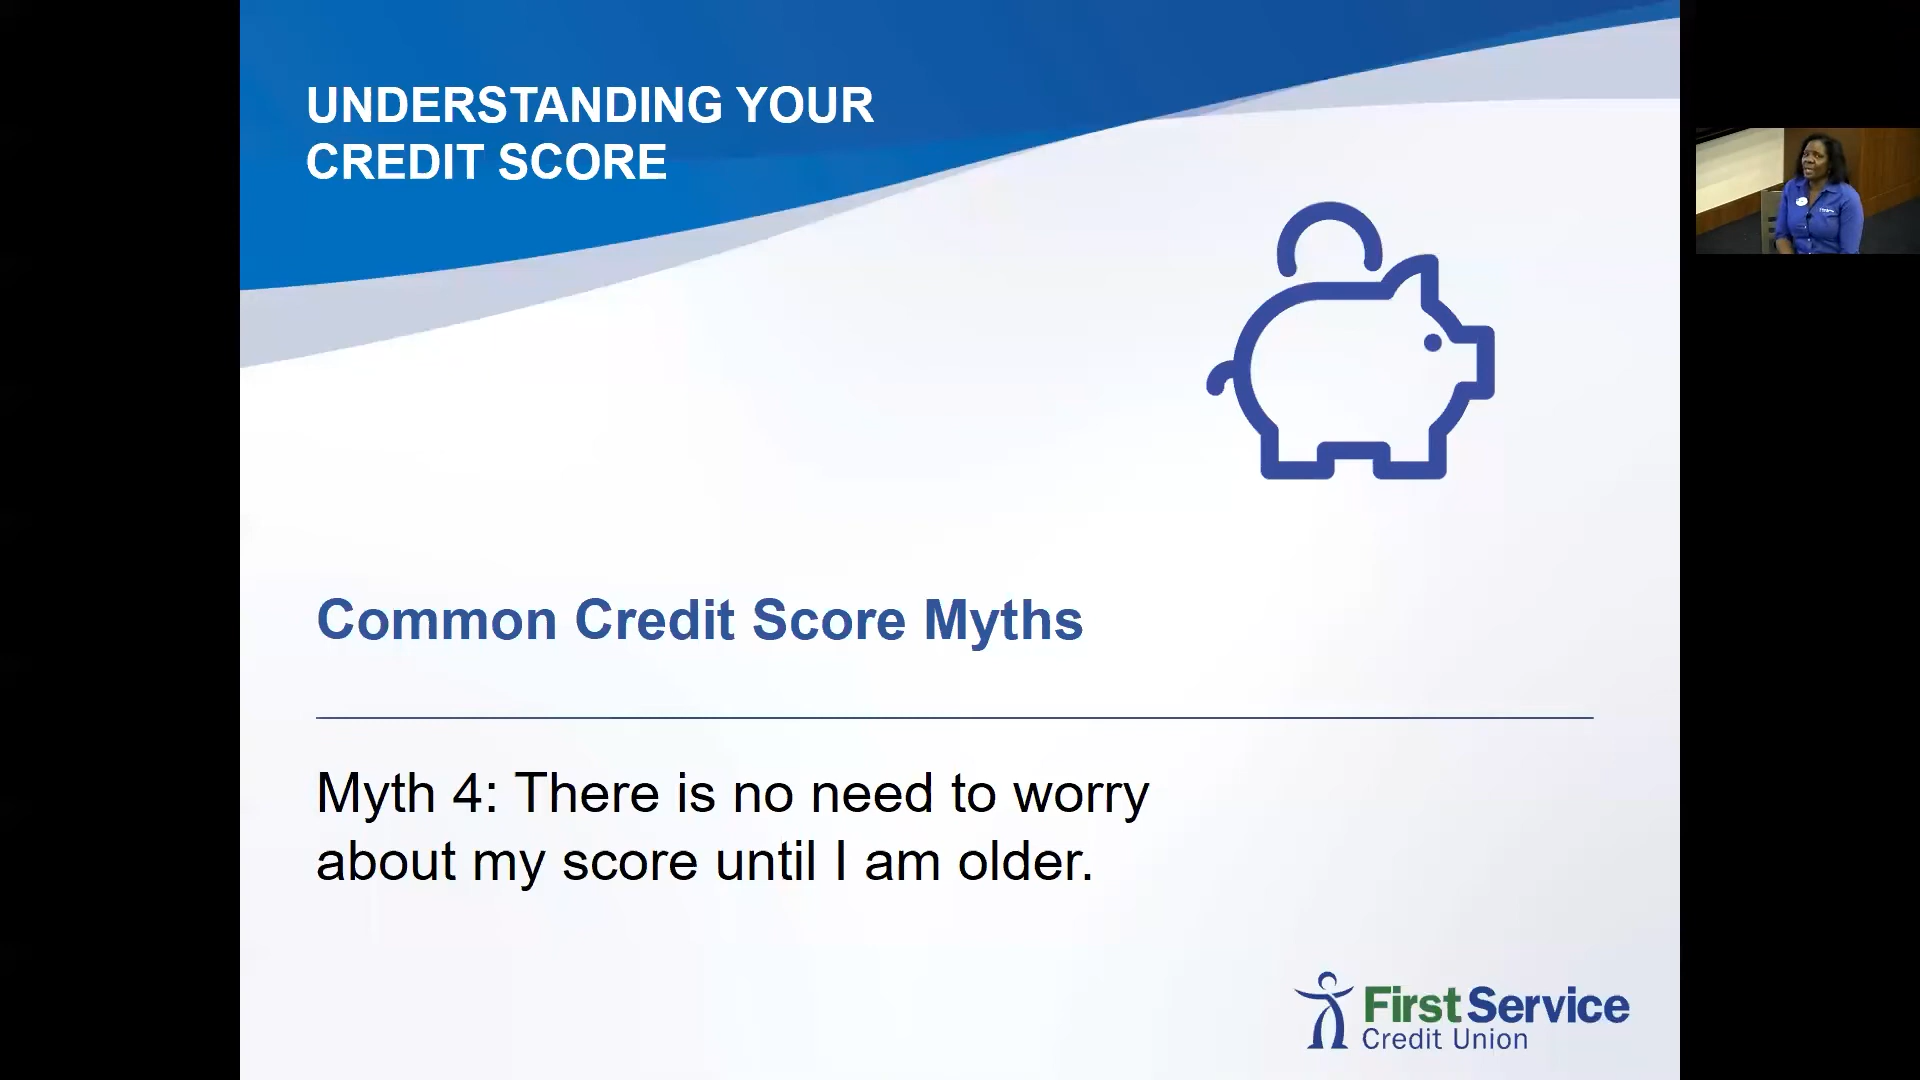 UNDERSTANDING YOUR
CREDIT SCORE
Common Credit Score Myths
Myth 4: There is no need to worry
about my score until I am older.
First Service
Credit Union